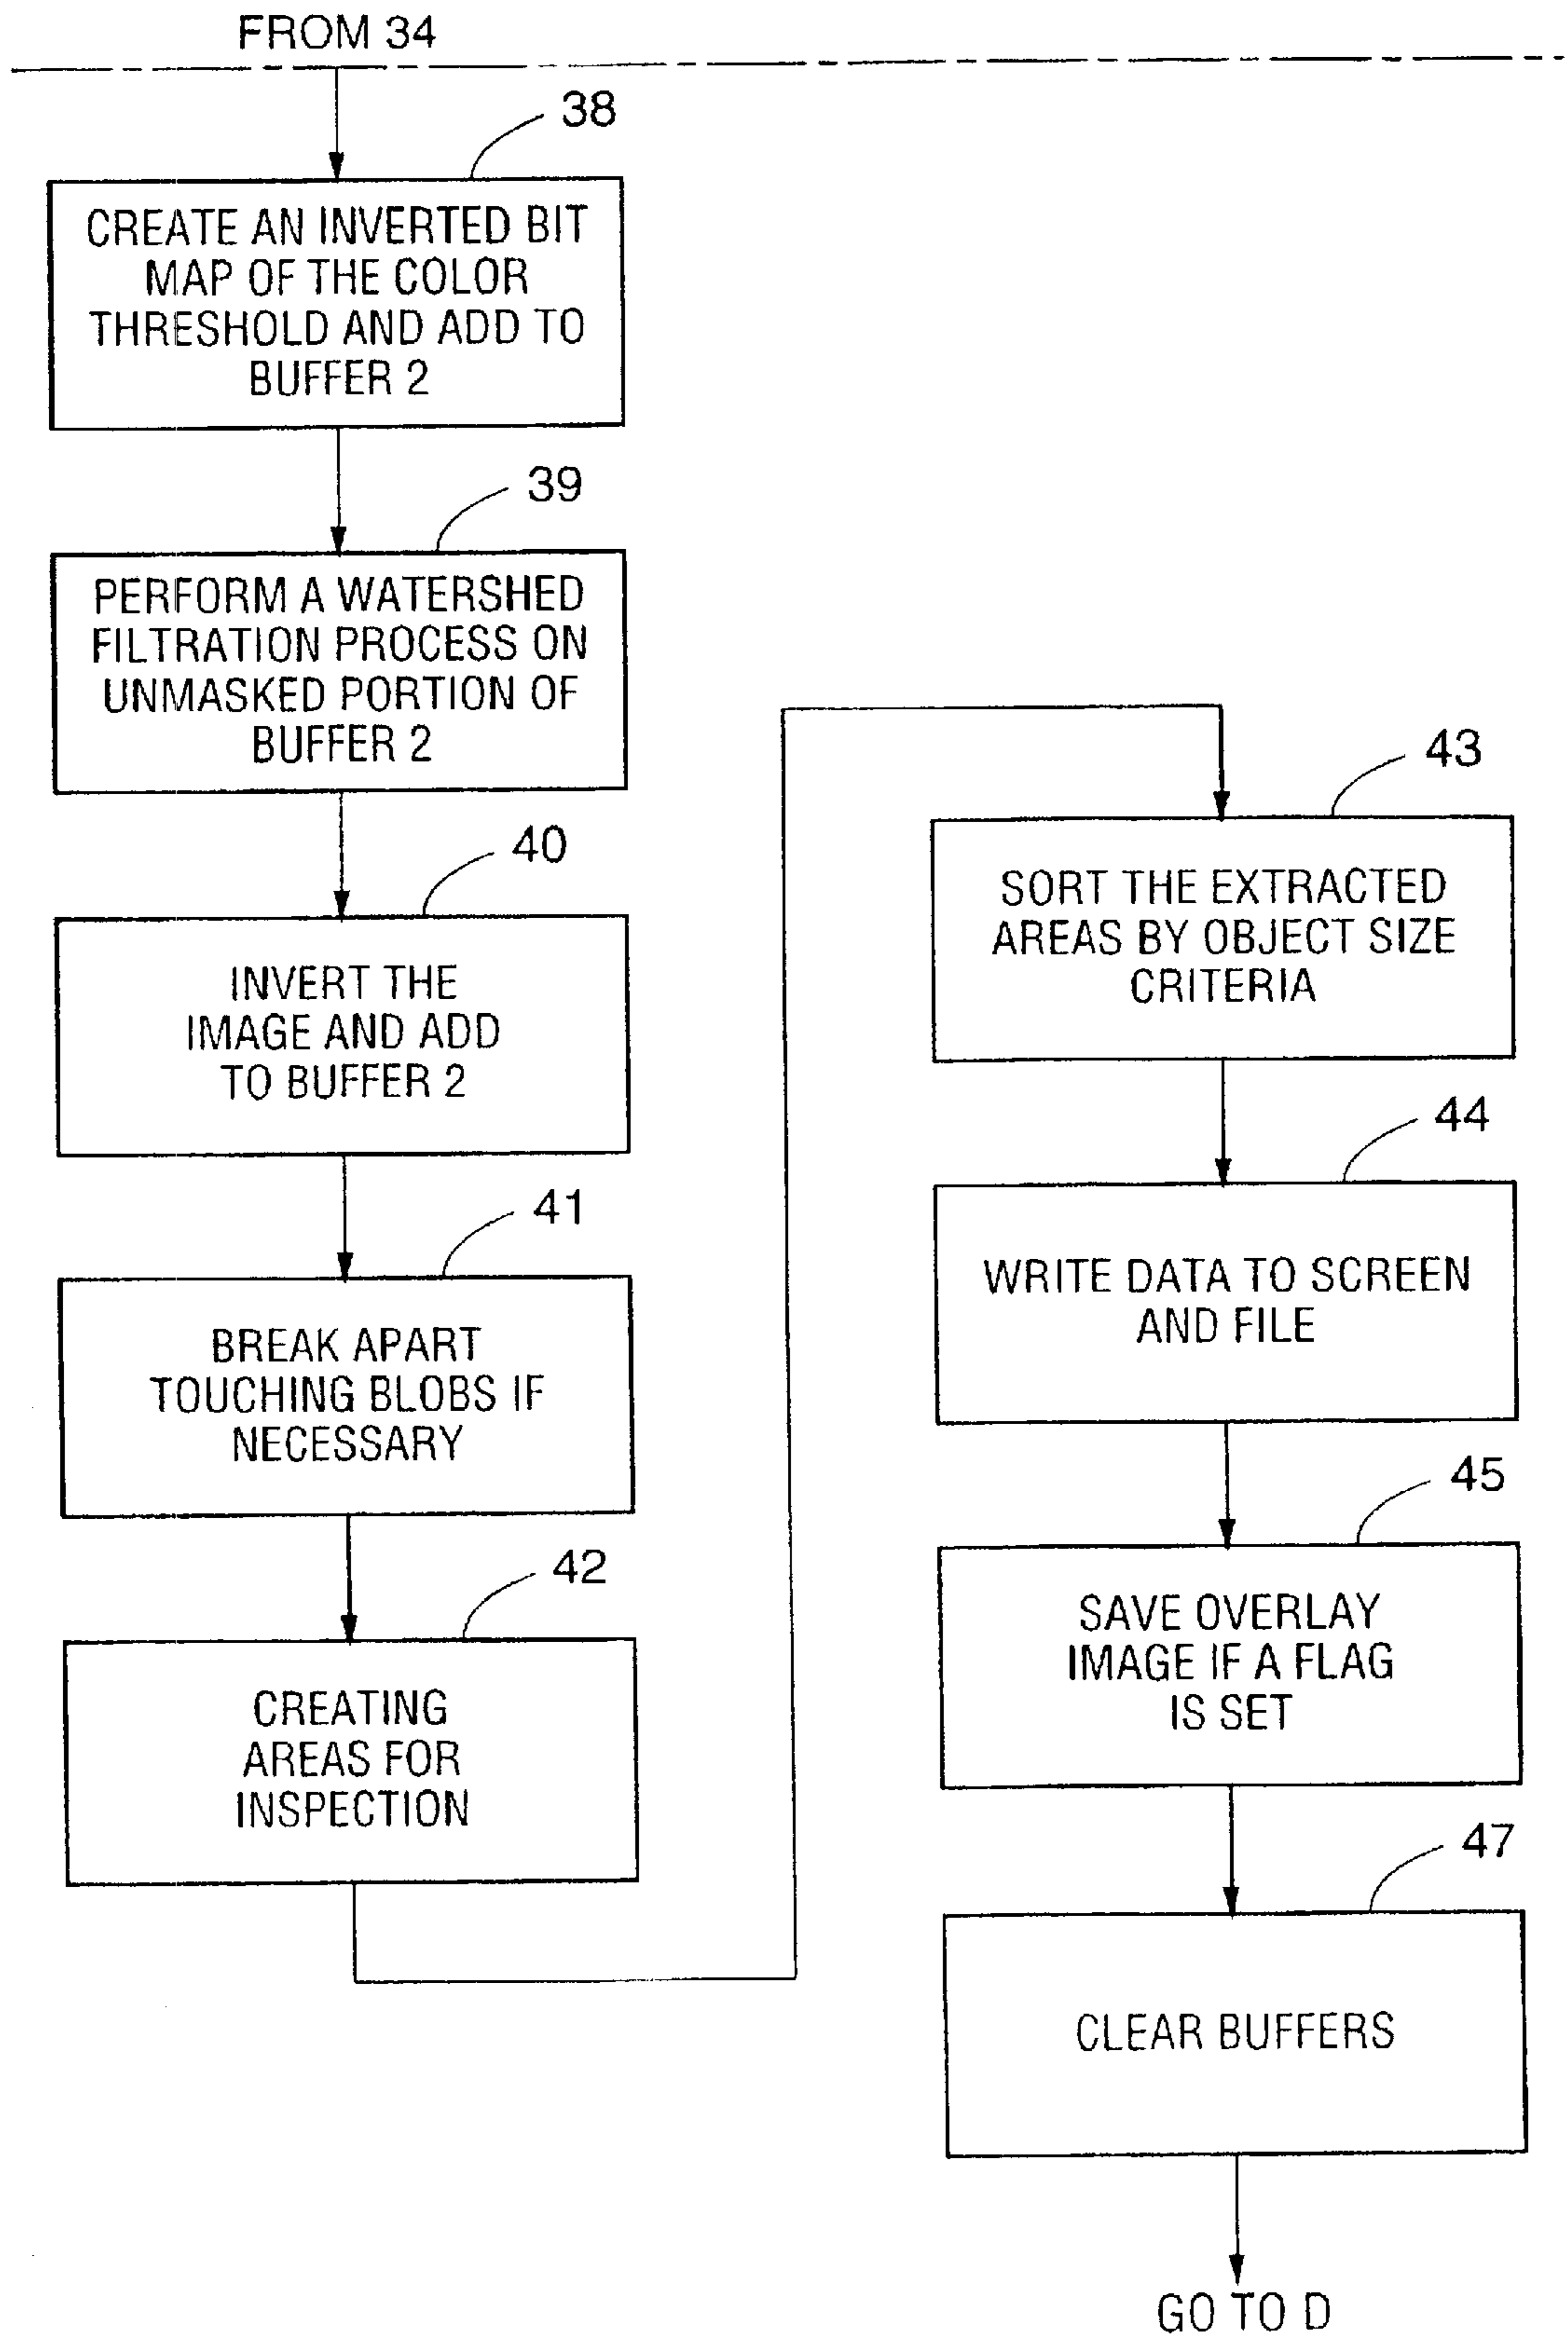 FROM 34
38
CREATE AN INVERTED BIT
MAP OF THE COLOR
THRESHOLD AND ADD TO
BUFFER 2
39
PERFORM A WATERSHED
FILTRATION PROCESS ON
UNMASKED PORTION OF
BUFFER 2
40
INVERT THE
IMAGE AND ADD
TO BUFFER 2
41
BREAK APART
TOUCHING BLOBS IF
NECESSARY
42
CREATING
AREAS FOR
INSPECTION
43
SORT THE EXTRACTED
AREAS BY OBJECT SIZE
CRITERIA
44
WRITE DATA TO SCREEN
AND FILE
45
SAVE OVERLAY
IMAGE IF A FLAG
IS SET
47
CLEAR BUFFERS
GO TO D